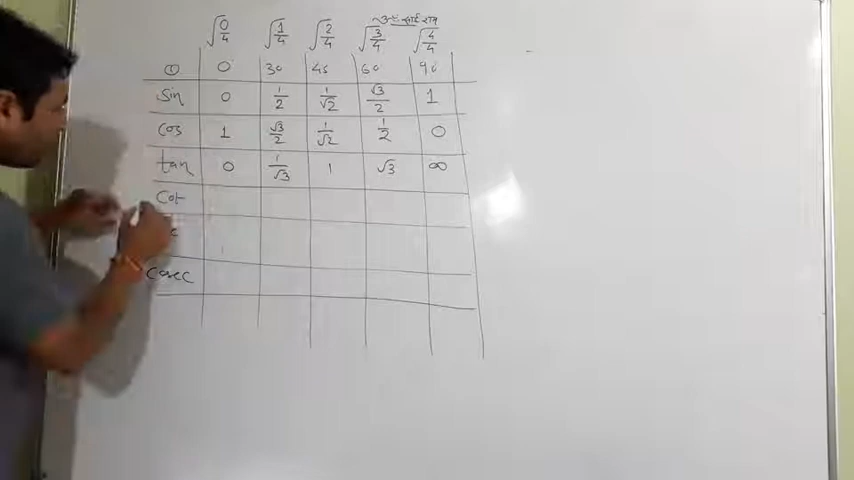 √0/4 √1/4 √2/4 √3/4 √4/4
θ 0 30 45 60 90
sin 0 1/2 1/√2 √3/2 1
cos 1 √3/2 1/√2 1/2 0
tan 0 1/√3 1 √3 ∞
cot
cosec